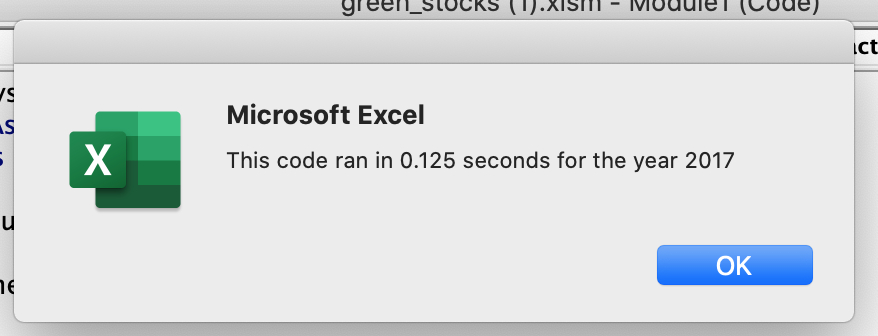 green_stocks (1).xlsm - Module1 (Code)
Microsoft Excel
This code ran in 0.125 seconds for the year 2017
X
OK